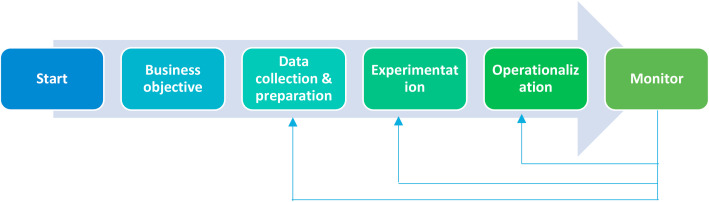 Start
Business
objective
Data
collection &
preparation
Experimentat
ion
Operationaliz
ation
Monitor